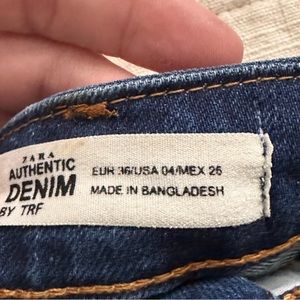 ZARA
AUTHENTIC
DENIM
BY TRF
EUR 36/USA 04/MEX 26
MADE IN BANGLADESH